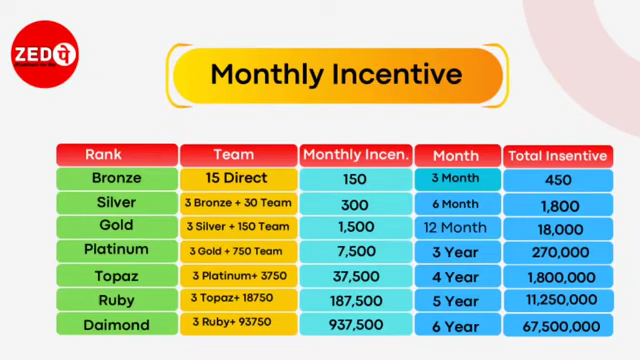 ZEDपे
Monthly Incentive
Rank Team Monthly Incen. Month Total Insentive
Bronze 15 Direct 150 3 Month 450
Silver 3 Bronze + 30 Team 300 6 Month 1,800
Gold 3 Silver + 150 Team 1,500 12 Month 18,000
Platinum 3 Gold + 750 Team 7,500 3 Year 270,000
Topaz 3 Platinum+ 3750 37,500 4 Year 1,800,000
Ruby 3 Topaz+ 18750 187,500 5 Year 11,250,000
Daimond 3 Ruby+ 93750 937,500 6 Year 67,500,000